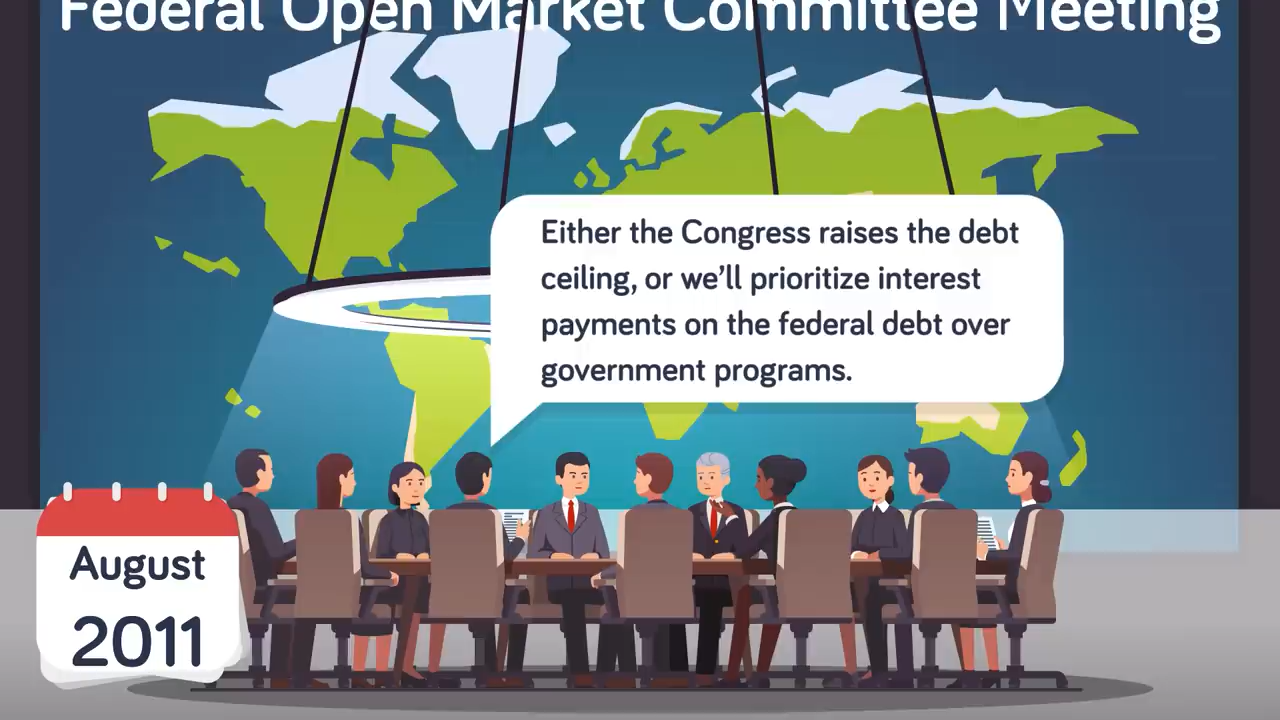 Federal Open Market Committee Meeting
Either the Congress raises the debt
ceiling, or we’ll prioritize interest
payments on the federal debt over
government programs.
August
2011